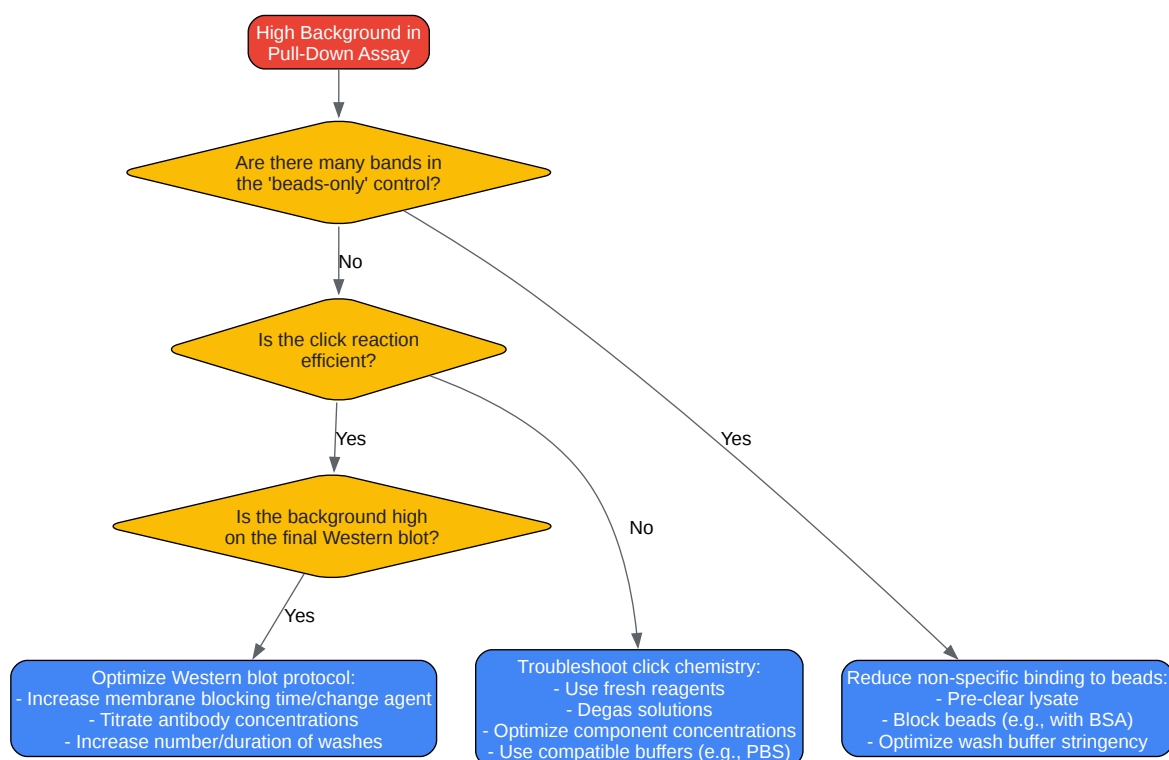 High Background in
Pull-Down Assay
Are there many bands in
the 'beads-only' control?
No
Yes
Is the click reaction
efficient?
Yes
No
Is the background high
on the final Western blot?
Yes
Optimize Western blot protocol:
- Increase membrane blocking time/change agent
- Titrate antibody concentrations
- Increase number/duration of washes
Troubleshoot click chemistry:
- Use fresh reagents
- Degas solutions
- Optimize component concentrations
- Use compatible buffers (e.g., PBS)
Reduce non-specific binding to beads:
- Pre-clear lysate
- Block beads (e.g., with BSA)
- Optimize wash buffer stringency